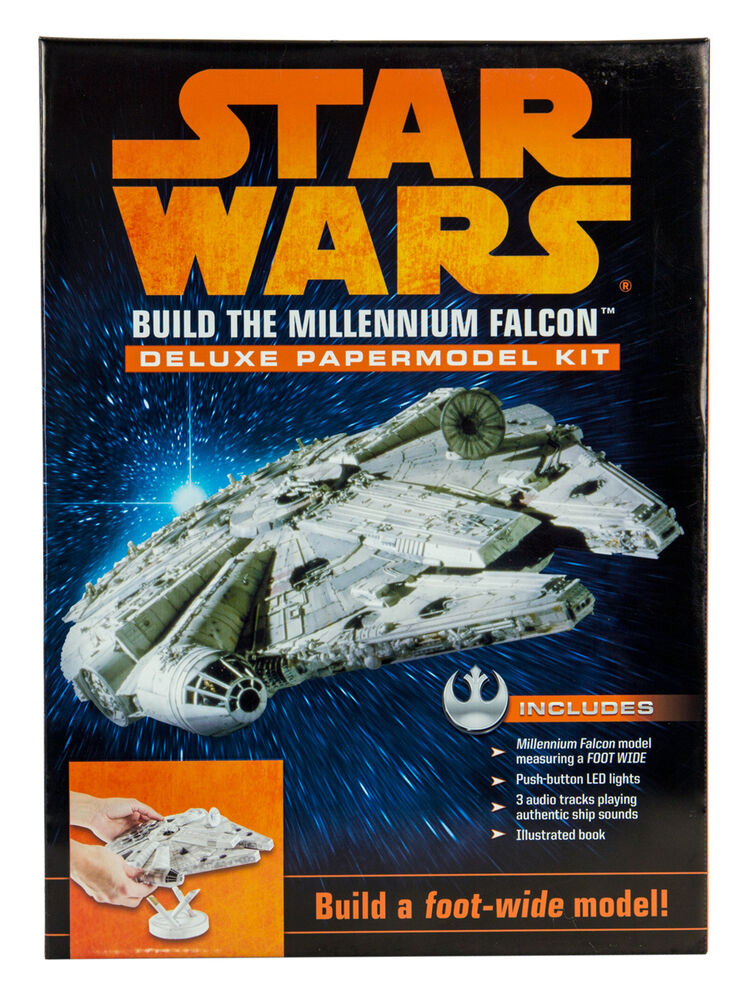 STAR
WARS®
BUILD THE MILLENNIUM FALCON™
DELUXE PAPERMODEL KIT
INCLUDES
Millennium Falcon model
measuring a FOOT WIDE
Push-button LED lights
3 audio tracks playing
authentic ship sounds
Illustrated book
Build a foot-wide model!